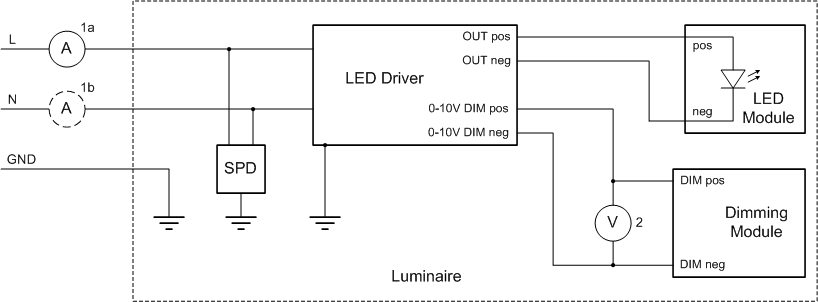 1a
L
A
OUT pos
pos
OUT neg
LED Driver
1b
N
A
LED
Module
0-10V DIM pos
neg
0-10V DIM neg
GND
SPD
DIM pos
V
2
Dimming
Module
DIM neg
Luminaire